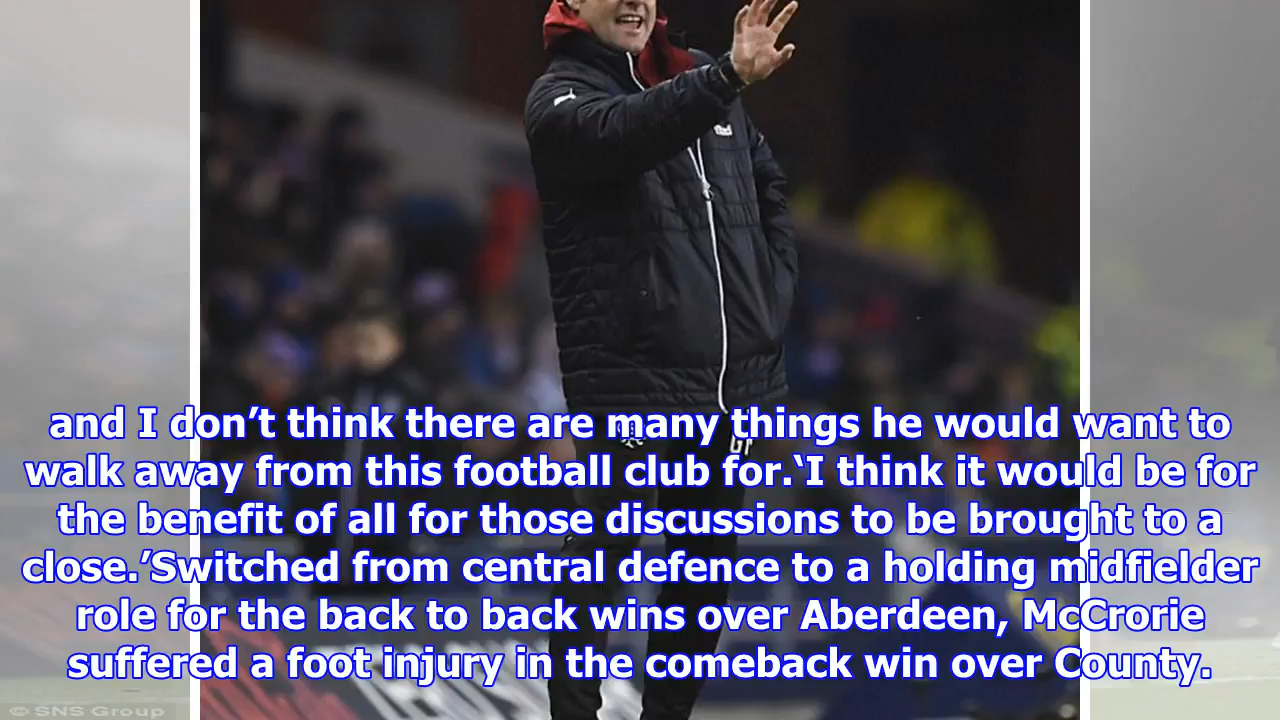 and I don’t think there are many things he would want to
walk away from this football club for.‘I think it would be for
the benefit of all for those discussions to be brought to a
close.’Switched from central defence to a holding midfielder
role for the back to back wins over Aberdeen, McCrorie
suffered a foot injury in the comeback win over County.
GT
© SNS Group